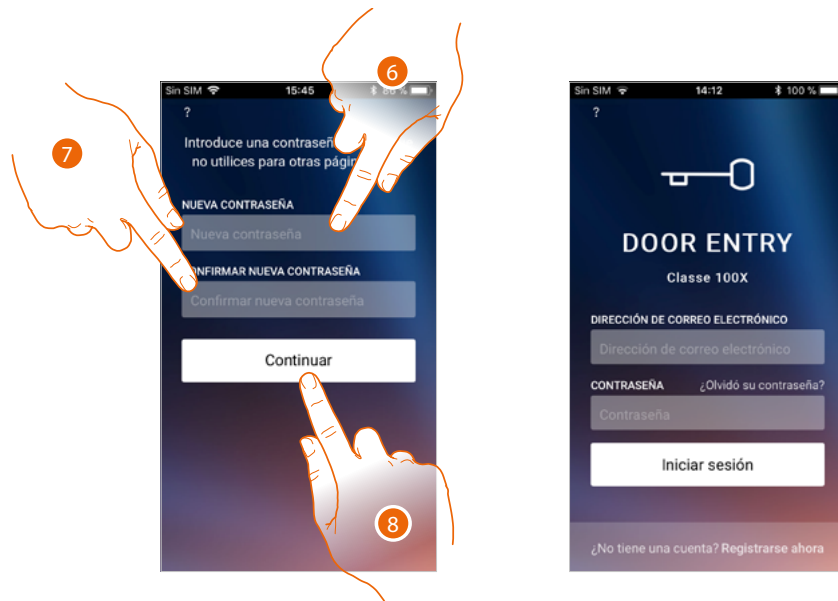 6
Sin SIM 15:45 86 %
?
Introduce una contraseñ
no utilices para otras págin
7
NUEVA CONTRASEÑA
Nueva contraseña
ONFIRMAR NUEVA CONTRASEÑA
Confirmar nueva contraseña
Continuar
8
Sin SIM 14:12 100 %
?
DOOR ENTRY
Classe 100X
DIRECCIÓN DE CORREO ELECTRÓNICO
Dirección de correo electrónico
CONTRASEÑA ¿Olvidó su contraseña?
Contraseña
Iniciar sesión
¿No tiene una cuenta? Registrarse ahora